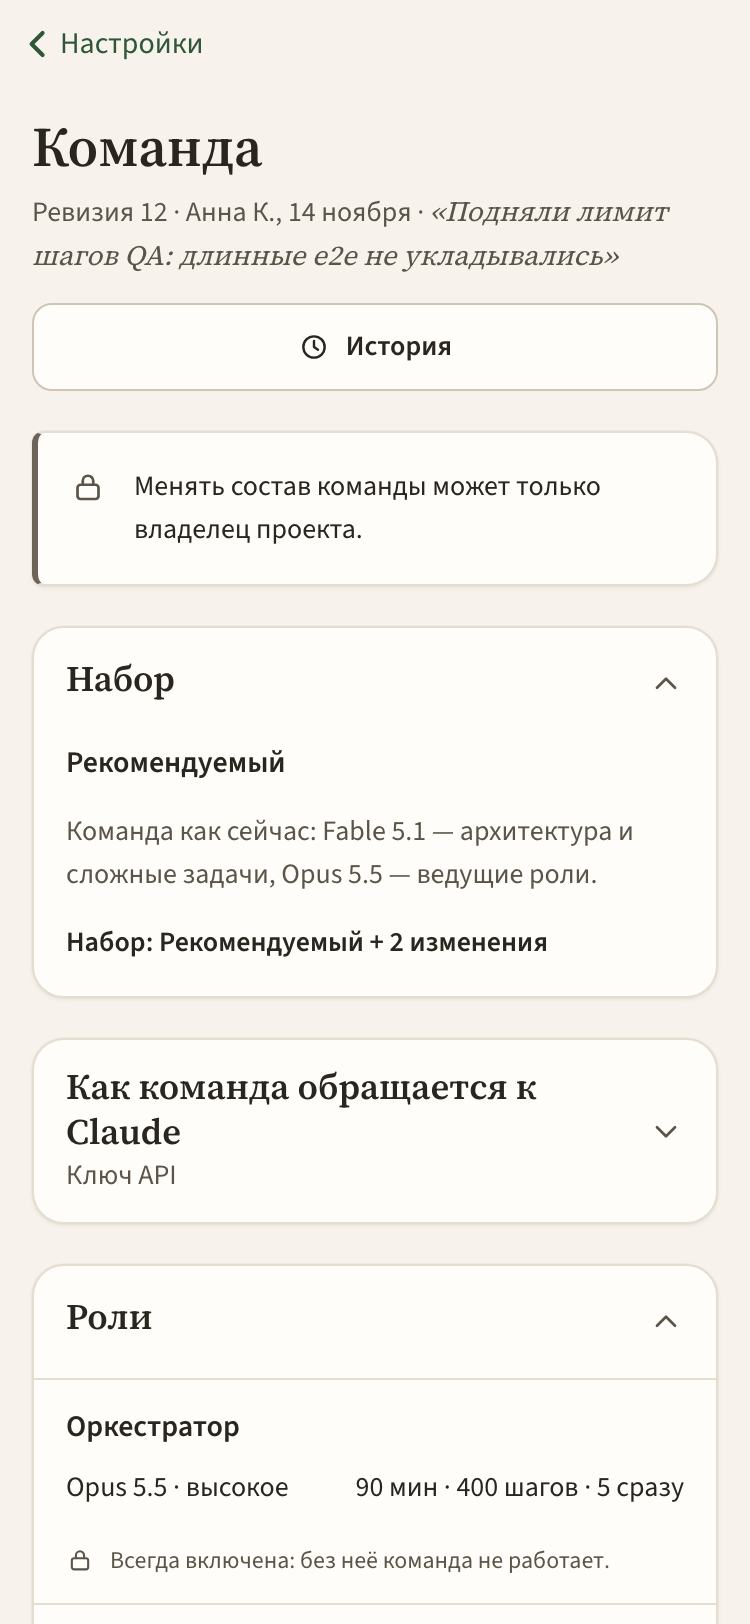 Настройки
Команда
Ревизия 12 · Анна К., 14 ноября · «Подняли лимит
шагов QA: длинные e2e не укладывались»
История
Менять состав команды может только
владелец проекта.
Набор
Рекомендуемый
Команда как сейчас: Fable 5.1 — архитектура и
сложные задачи, Opus 5.5 — ведущие роли.
Набор: Рекомендуемый + 2 изменения
Как команда обращается к
Claude
Ключ API
Роли
Оркестратор
Opus 5.5 · высокое 90 мин · 400 шагов · 5 сразу
Всегда включена: без неё команда не работает.